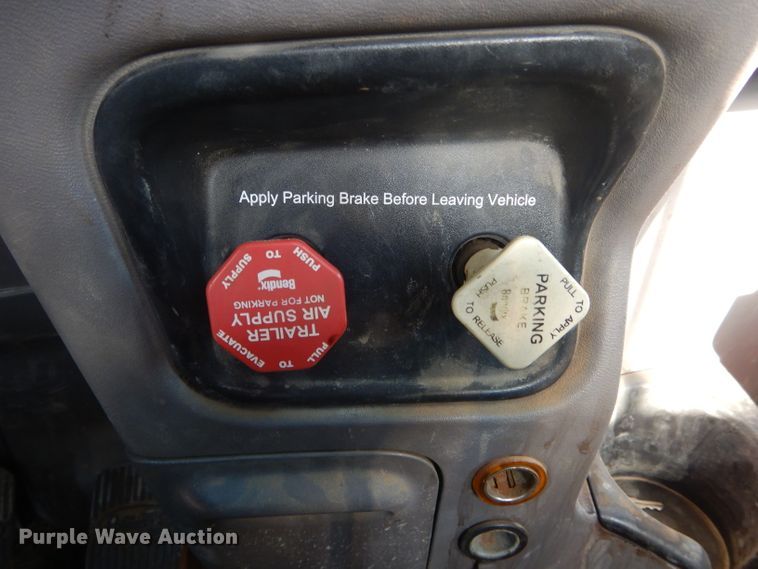 Apply Parking Brake Before Leaving Vehicle
PUSH TO SUPPLY
Bendix
TRAILER
AIR SUPPLY
NOT FOR PARKING
PULL TO EVACUATE
PULL TO APPLY
PARKING
BRAKE
PUSH TO RELEASE
Purple Wave Auction